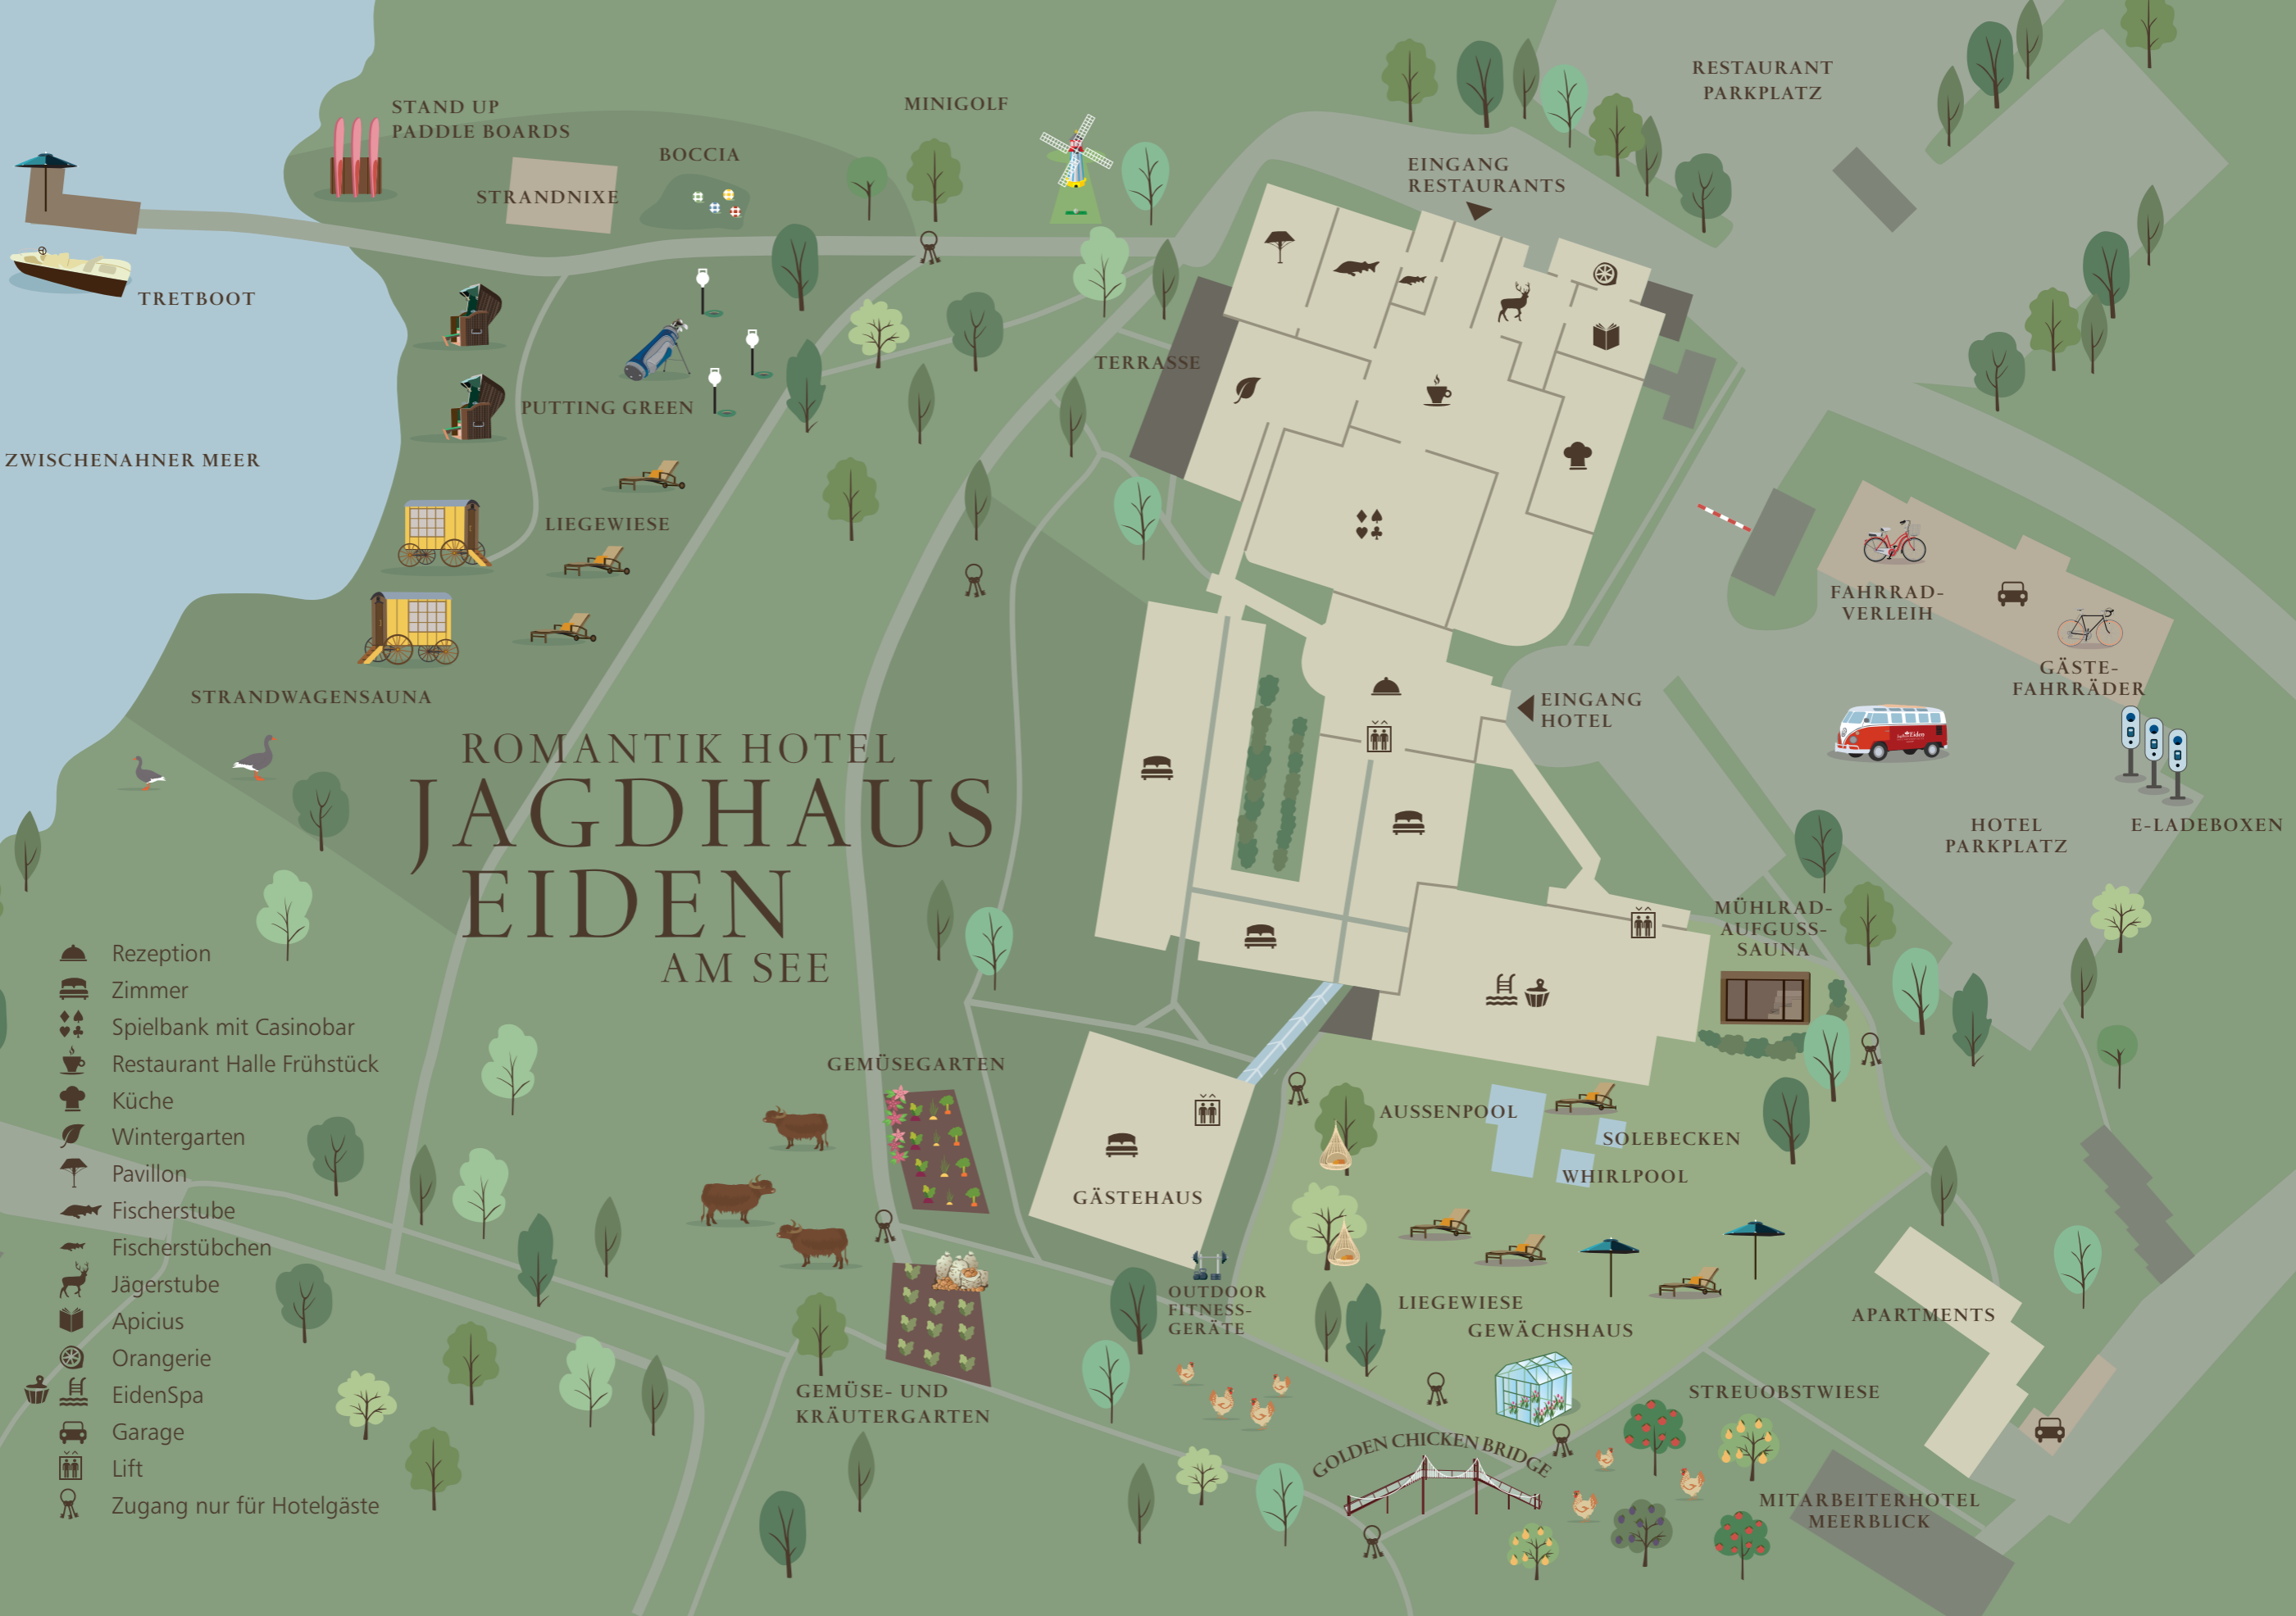 STAND UP
PADDLE BOARDS
STRANDNIXE
BOCCIA
MINIGOLF
RESTAURANT
PARKPLATZ
EINGANG
RESTAURANTS
TRETBOOT
TERRASSE
PUTTING GREEN
ZWISCHENAHNER MEER
LIEGEWIESE
STRANDWAGENSAUNA
FAHRRAD-
VERLEIH
GÄSTE-
FAHRRÄDER
EINGANG
HOTEL
HOTEL
PARKPLATZ
E-LADEBOXEN
ROMANTIK HOTEL
JAGDHAUS
EIDEN
AM SEE
MÜHLRAD-
AUFGUSS-
SAUNA
Rezeption
Zimmer
Spielbank mit Casinobar
Restaurant Halle Frühstück
Küche
Wintergarten
Pavillon
Fischerstube
Fischerstübchen
Jägerstube
Apicius
Orangerie
EidenSpa
Garage
Lift
Zugang nur für Hotelgäste
GEMÜSEGARTEN
GÄSTEHAUS
AUSSENPOOL
SOLEBECKEN
WHIRLPOOL
OUTDOOR
FITNESS-
GERÄTE
LIEGEWIESE
GEWÄCHSHAUS
APARTMENTS
GEMÜSE- UND
KRÄUTERGARTEN
STREUOBSTWIESE
GOLDEN CHICKEN BRIDGE
MITARBEITERHOTEL
MEERBLICK